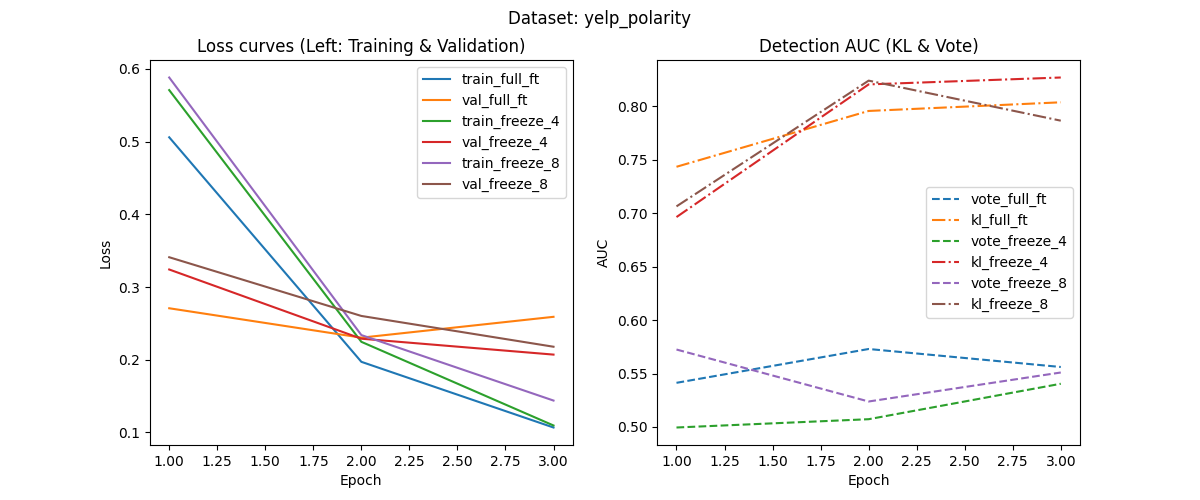 Dataset: yelp_polarity
Loss curves (Left: Training & Validation)
0.6
0.5
0.4
0.3
0.2
0.1
Loss
1.00 1.25 1.50 1.75 2.00 2.25 2.50 2.75 3.00
Epoch
train_full_ft
val_full_ft
train_freeze_4
val_freeze_4
train_freeze_8
val_freeze_8
Detection AUC (KL & Vote)
0.80
0.75
0.70
0.65
0.60
0.55
0.50
AUC
1.00 1.25 1.50 1.75 2.00 2.25 2.50 2.75 3.00
Epoch
vote_full_ft
kl_full_ft
vote_freeze_4
kl_freeze_4
vote_freeze_8
kl_freeze_8